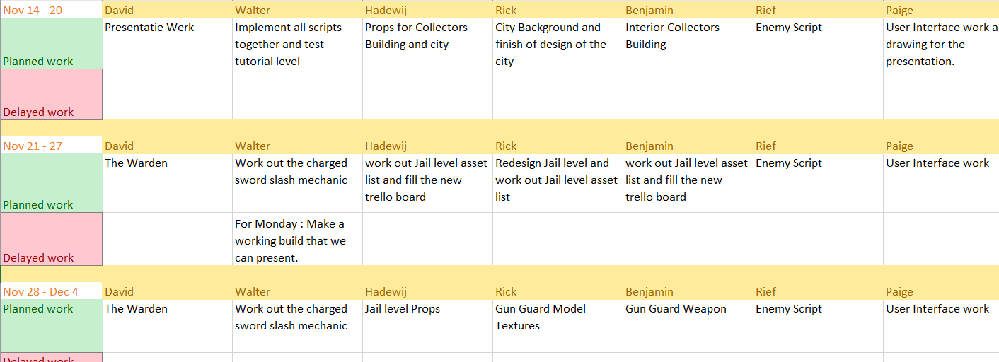 Nov 14 - 20 David Walter Hadewij Rick Benjamin Rief Paige
Planned work
Presentatie Werk
Implement all scripts
together and test
tutorial level
Props for Collectors
Building and city
City Background and
finish of design of the
city
Interior Collectors
Building
Enemy Script
User Interface work a
drawing for the
presentation.
Delayed work
Nov 21 - 27 David Walter Hadewij Rick Benjamin Rief Paige
Planned work
The Warden
Work out the charged
sword slash mechanic
work out Jail level asset
list and fill the new
trello board
Redesign Jail level and
work out Jail level asset
list
work out Jail level asset
list and fill the new
trello board
Enemy Script
User Interface work
Delayed work
For Monday : Make a
working build that we
can present.
Nov 28 - Dec 4 David Walter Hadewij Rick Benjamin Rief Paige
Planned work
The Warden
Work out the charged
sword slash mechanic
Jail level Props
Gun Guard Model
Textures
Gun Guard Weapon
Enemy Script
User Interface work
Delayed work